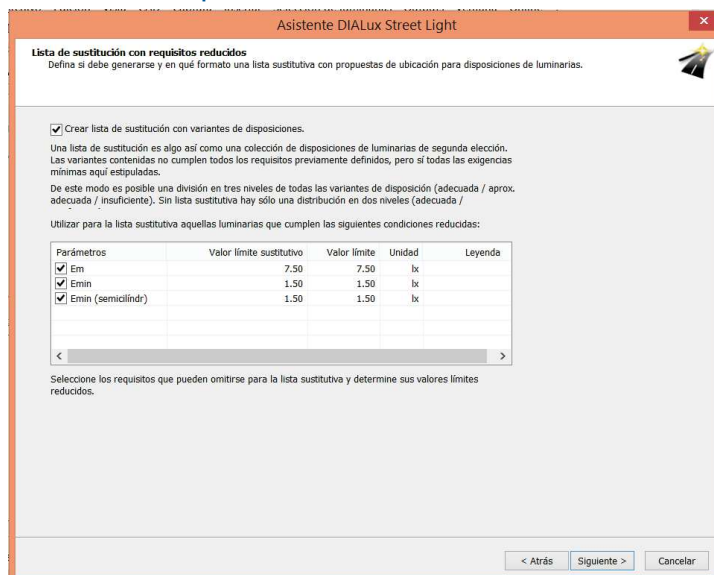 Asistente DIALux Street Light
Lista de sustitución con requisitos reducidos
Defina si debe generarse y en qué formato una lista sustitutiva con propuestas de ubicación para disposiciones de luminarias.
Crear lista de sustitución con variantes de disposiciones.
Una lista de sustitución es algo así como una colección de disposiciones de luminarias de segunda elección.
Las variantes contenidas no cumplen todos los requisitos previamente definidos, pero sí todas las exigencias
mínimas aquí estipuladas.
De este modo es posible una división en tres niveles de todas las variantes de disposición (adecuada / aprox.
adecuada / insuficiente). Sin lista sustitutiva hay sólo una distribución en dos niveles (adecuada /
Utilizar para la lista sustitutiva aquellas luminarias que cumplen las siguientes condiciones reducidas:
Parámetros Valor límite sustitutivo Valor límite Unidad Leyenda
Em 7.50 7.50 lx
Emin 1.50 1.50 lx
Emin (semicilíndr) 1.50 1.50 lx
Seleccione los requisitos que pueden omitirse para la lista sustitutiva y determine sus valores límites
reducidos.
< Atrás Siguiente > Cancelar